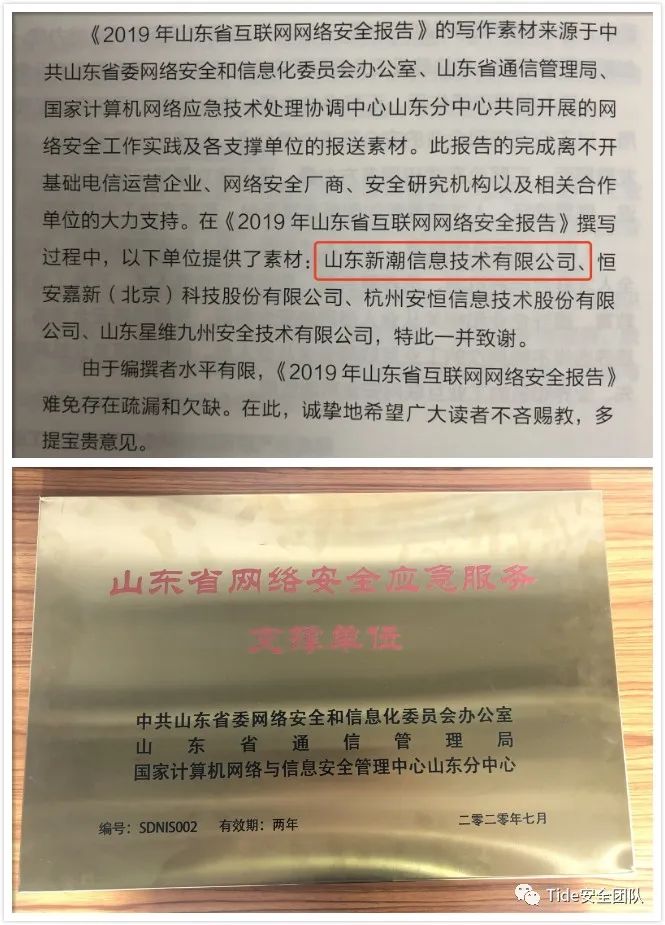 《2019年山东省互联网网络安全报告》的写作素材来源于中
共山东省委网络安全和信息化委员会办公室、山东省通信管理局、
国家计算机网络应急技术处理协调中心山东分中心共同开展的网
络安全工作实践及各支撑单位的报送素材。此报告的完成离不开
基础电信运营企业、网络安全厂商、安全研究机构以及相关合作
单位的大力支持。在《2019年山东省互联网网络安全报告》撰写
过程中，以下单位提供了素材：山东新潮信息技术有限公司、恒
安嘉新（北京）科技股份有限公司、杭州安恒信息技术股份有限
公司、山东星维九州安全技术有限公司，特此一并致谢。
由于编撰者水平有限，《2019年山东省互联网网络安全报告》
难免存在疏漏和欠缺。在此，诚挚地希望广大读者不吝赐教，多
提宝贵意见。
山东省网络安全应急服务
支撑单位
中共山东省委网络安全和信息化委员会办公室
山东省通信管理局
国家计算机网络与信息安全管理中心山东分中心
编号：SDNIS002 有效期：两年 二零二零年七月
Tide安全团队